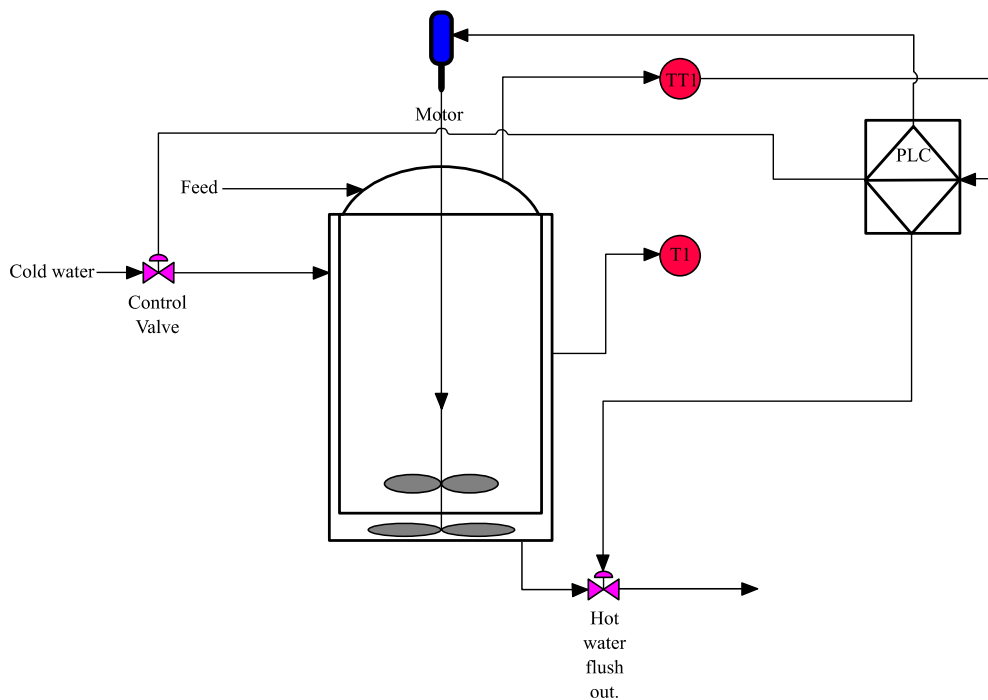 TT1
Motor
PLC
Feed
T1
Cold water
Control
Valve
Hot
water
flush
out.